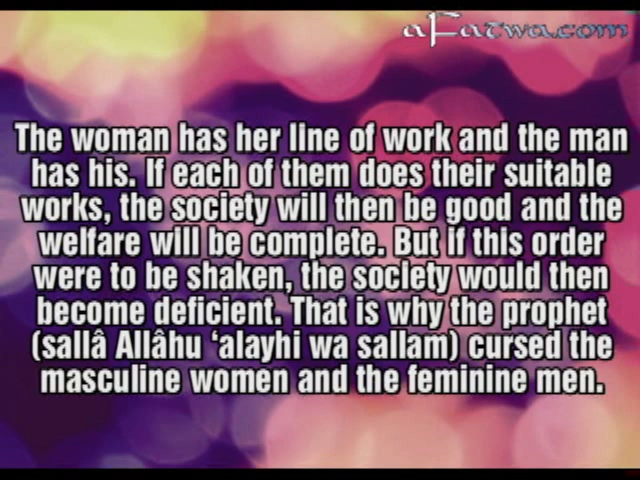 aFatwa.com
The woman has her line of work and the man
has his. If each of them does their suitable
works, the society will then be good and the
welfare will be complete. But if this order
were to be shaken, the society would then
become deficient. That is why the prophet
(sallâ Allâhu ‘alayhi wa sallam) cursed the
masculine women and the feminine men.